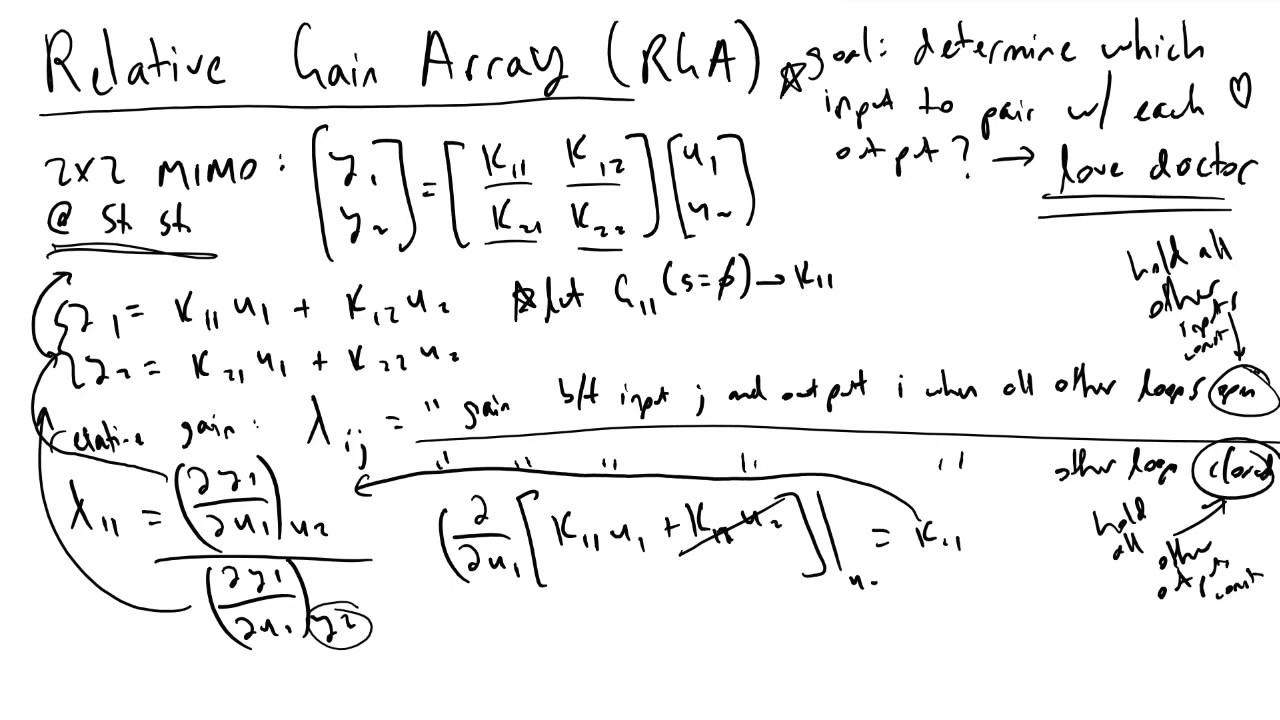 Relative Gain Array (RGA)
☆ goal: determine which
input to pair w/ each ♡
output? → love doctor
2x2 MIMO: [y1 y2] = [K11 K12 K21 K22] [u1 u2]
@ st st
y1 = K11 u1 + K12 u2 ☆ let G11(s=ø) → K11
y2 = K21 u1 + K22 u2
hold all
other
inputs
const
relative gain: λij = "gain b/t input j and output i when all other loops open"
" " " " " other loop closed
hold
all
other
outputs
const
λ11 = (∂y1/∂u1)u2 / (∂y1/∂u1)y2
(∂/∂u1 [K11 u1 + K12 u2])|u2 = K11